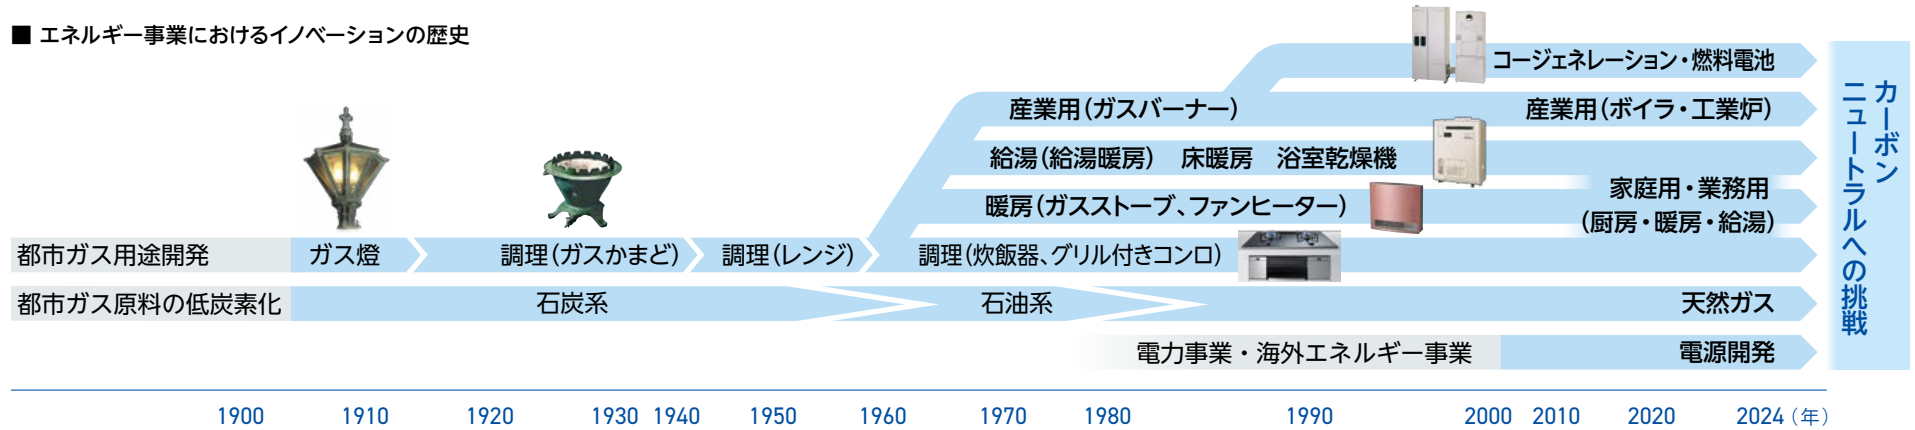 ■ エネルギー事業におけるイノベーションの歴史
コージェネレーション・燃料電池
産業用(ガスバーナー)
産業用(ボイラ・工業炉)
給湯(給湯暖房) 床暖房 浴室乾燥機
暖房(ガスストーブ、ファンヒーター)
家庭用・業務用
(厨房・暖房・給湯)
都市ガス用途開発
ガス燈
調理(ガスかまど)
調理(レンジ)
調理(炊飯器、グリル付きコンロ)
都市ガス原料の低炭素化
石炭系
石油系
天然ガス
電力事業・海外エネルギー事業
電源開発
カーボン
ニュートラルへの挑戦
1900 1910 1920 1930 1940 1950 1960 1970 1980 1990 2000 2010 2020 2024(年)